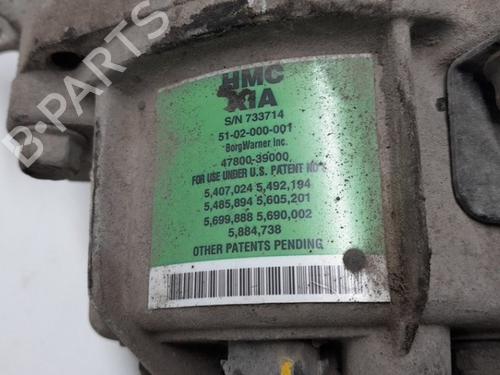 HMC
KIA
S/N 733714
51-02-000-001
BorgWarner Inc.
47800-39000
FOR USE UNDER U.S. PATENT NO'S
5,407,024 5,492,194
5,485,894 5,605,201
5,699,888 5,690,002
5,884,738
OTHER PATENTS PENDING
B-PARTS